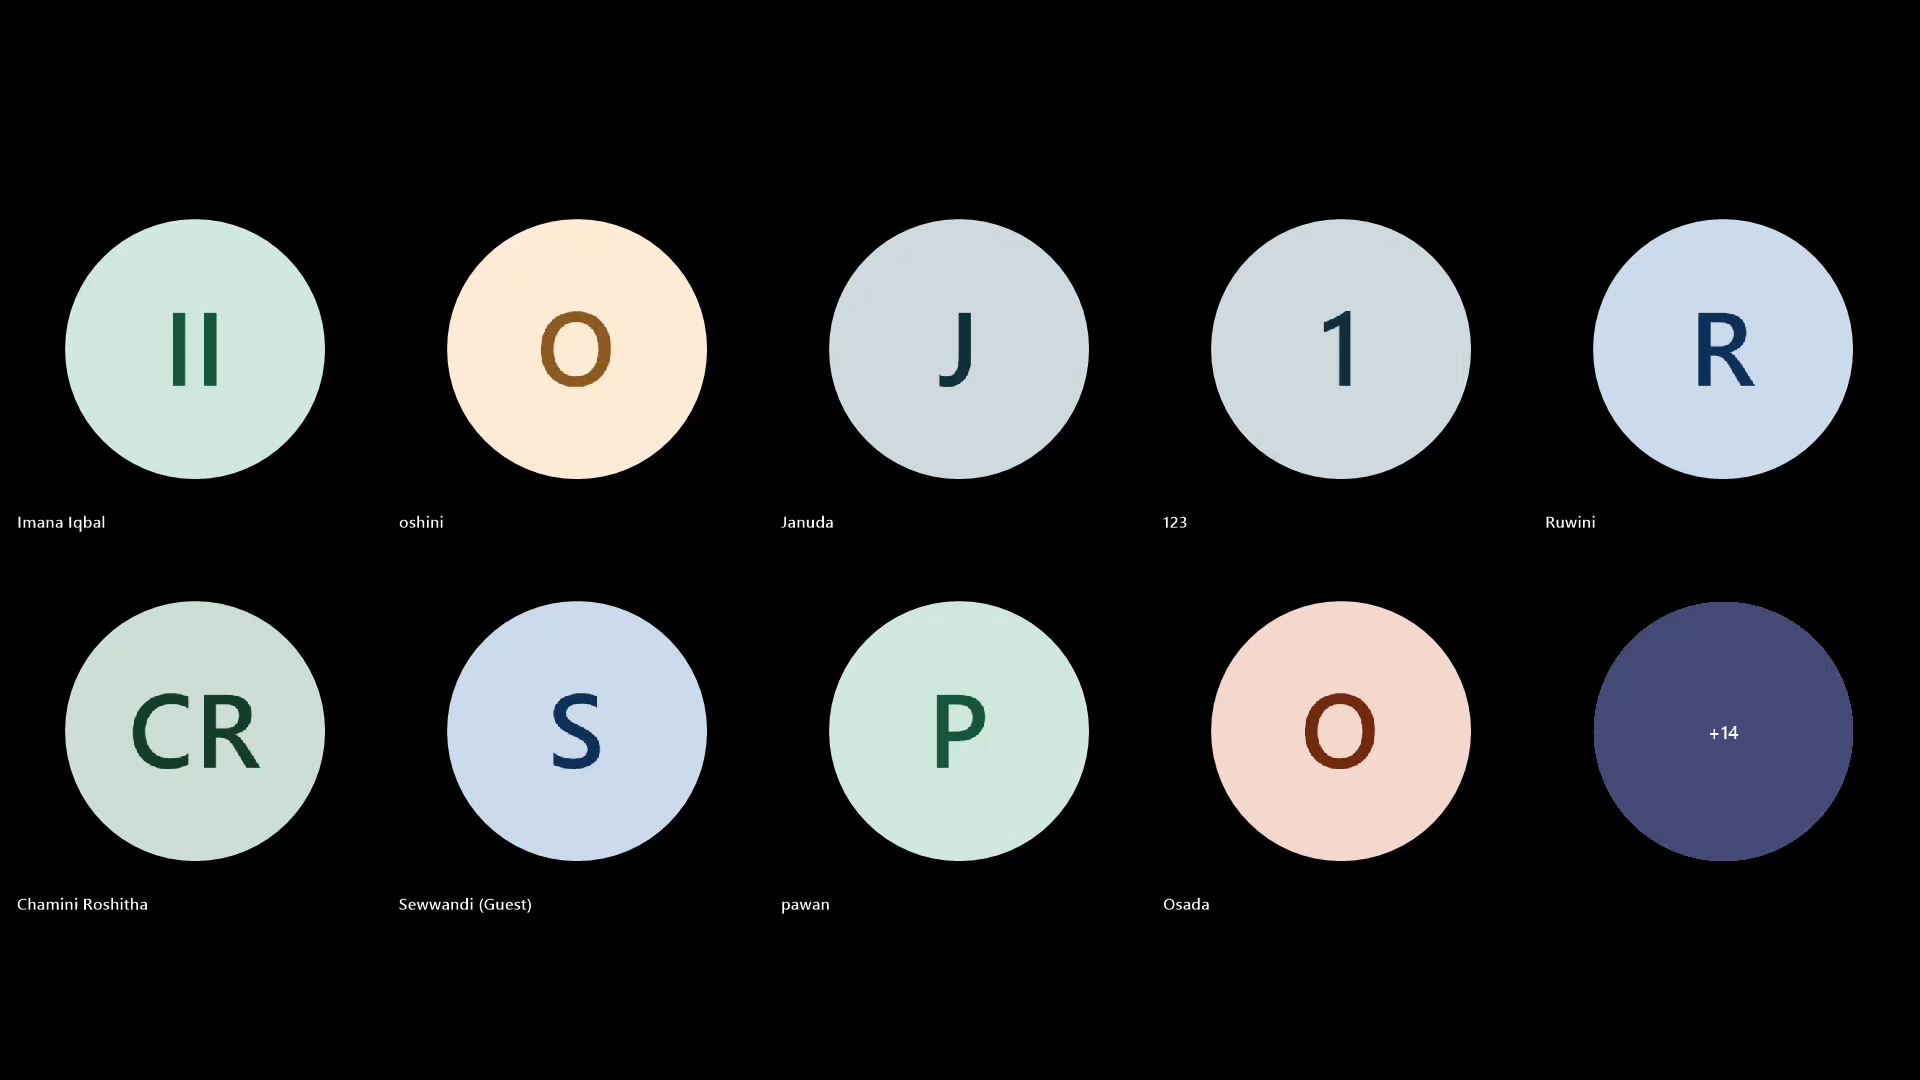 II
O
J
1
R
Imana Iqbal
oshini
Januda
123
Ruwini
CR
S
P
O
+14
Chamini Roshitha
Sewwandi (Guest)
pawan
Osada